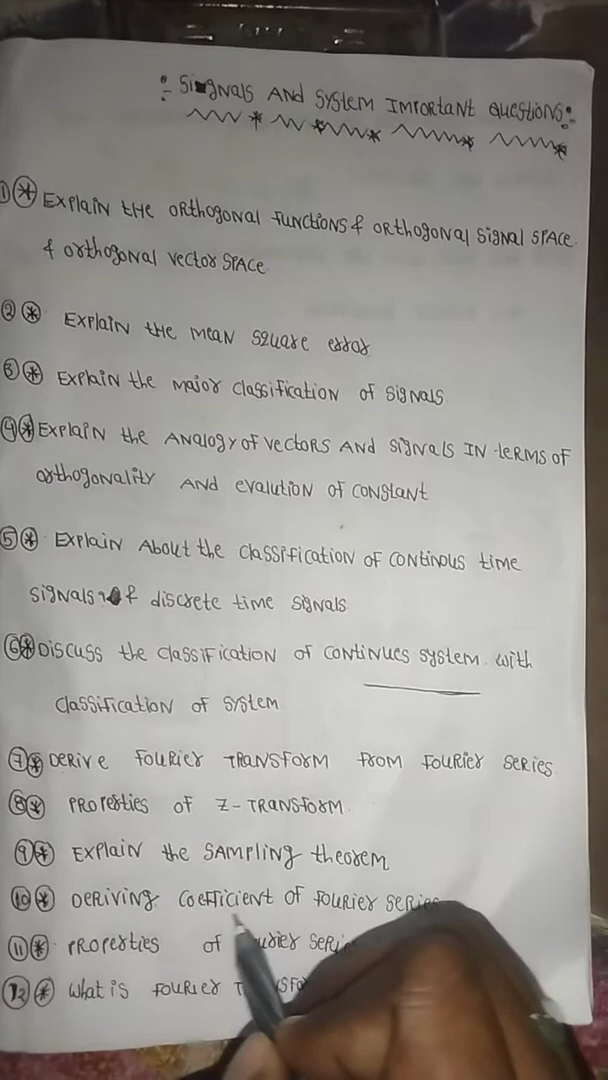 :- Signals AND System Important Questions:-
1) * Explain the orthogonal functions & orthogonal signal space
& orthogonal vector space.
2) * Explain the mean square error
3) * Explain the major classification of signals.
4) * Explain the Analogy of vectors AND signals IN terms of
orthogonality AND evalution of constant
5) * Explain About the classification of continous time
signals & discrete time signals.
6) * Discuss the classification of continues system with
classification of system
7) * Derive Fourier Transform from Fourier series
8) * Properties of Z-Transform.
9) * Explain the sampling theorem
10) * Deriving coefficient of Fourier series
11) * Properties of
12) * What is Fourier